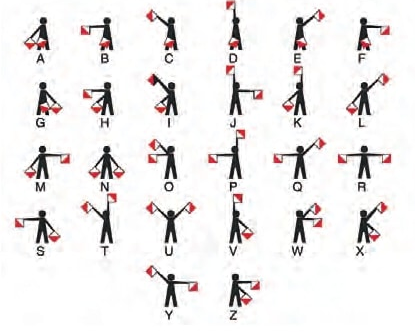 A B C D E F
G H I J K L
M N O P Q R
S T U V W X
Y Z